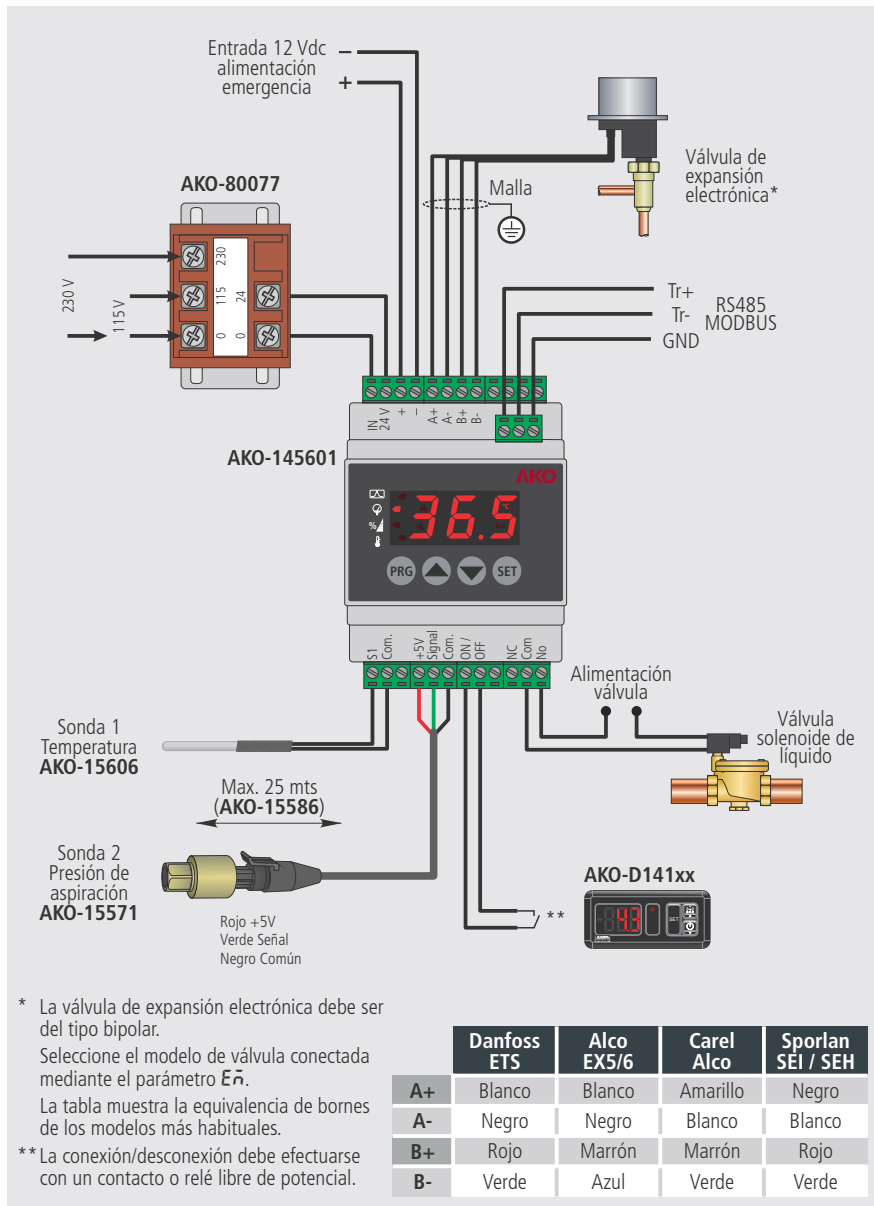 Entrada 12 Vdc
alimentación
emergencia
–
+
Válvula de
expansión
electrónica*
AKO-80077
Malla
230 V
115 V
230
115
24
0
0
Tr+
Tr-
GND
RS485
MODBUS
IN
24 V
+
–
A+
A-
B+
B-
AKO-145601
AKO
%
36.5
°C
PRG
SET
S1
Com.
+5V
Signal
Com.
ON /
OFF
NC
Com
No
Alimentación
válvula
Válvula
solenoide de
líquido
Sonda 1
Temperatura
AKO-15606
Max. 25 mts
(AKO-15586)
Sonda 2
Presión de
aspiración
AKO-15571
Rojo +5V
Verde Señal
Negro Común
**
AKO-D141xx
4.3
SET
* La válvula de expansión electrónica debe ser
del tipo bipolar.
Seleccione el modelo de válvula conectada
mediante el parámetro En.
La tabla muestra la equivalencia de bornes
de los modelos más habituales.
** La conexión/desconexión debe efectuarse
con un contacto o relé libre de potencial.
Danfoss ETS Alco EX5/6 Carel Alco Sporlan SEI / SEH
A+ Blanco Blanco Amarillo Negro
A- Negro Negro Blanco Blanco
B+ Rojo Marrón Marrón Rojo
B- Verde Azul Verde Verde